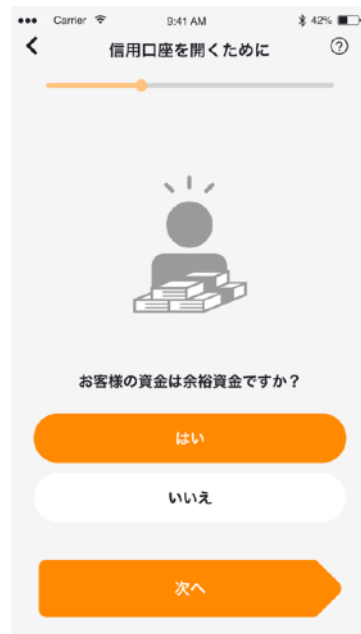 Carrier 9:41 AM 42%
信用口座を開くために ?
お客様の資金は余裕資金ですか？
はい
いいえ
次へ